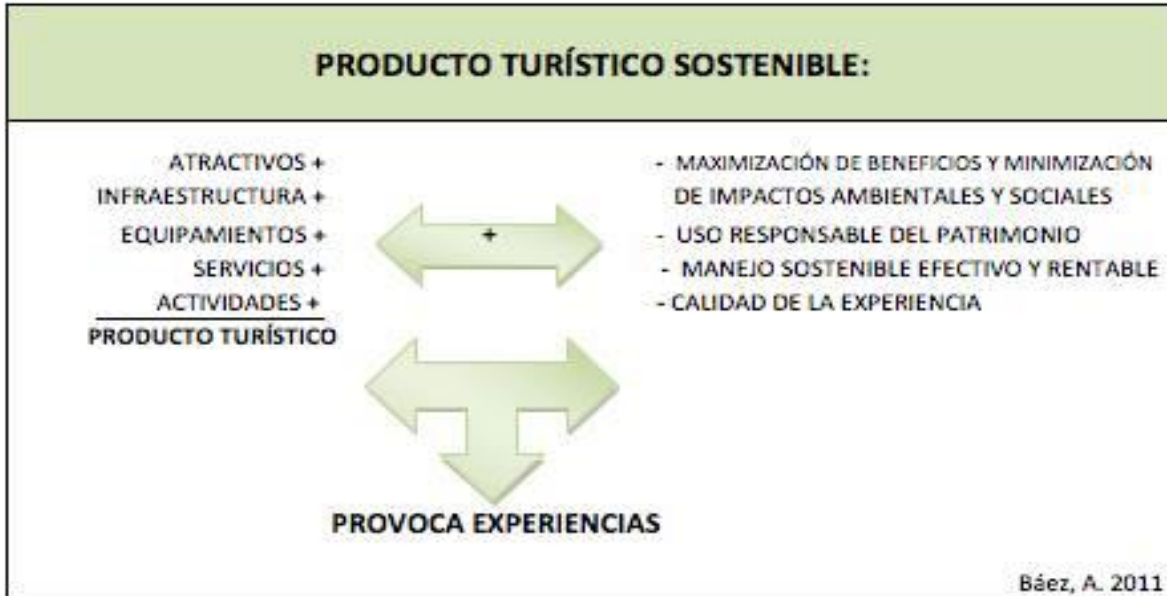 PRODUCTO TURÍSTICO SOSTENIBLE:
ATRACTIVOS +
INFRAESTRUCTURA +
EQUIPAMIENTOS +
SERVICIOS +
ACTIVIDADES +
PRODUCTO TURÍSTICO
+
- MAXIMIZACIÓN DE BENEFICIOS Y MINIMIZACIÓN
DE IMPACTOS AMBIENTALES Y SOCIALES
- USO RESPONSABLE DEL PATRIMONIO
- MANEJO SOSTENIBLE EFECTIVO Y RENTABLE
- CALIDAD DE LA EXPERIENCIA
PROVOCA EXPERIENCIAS
Báez, A. 2011